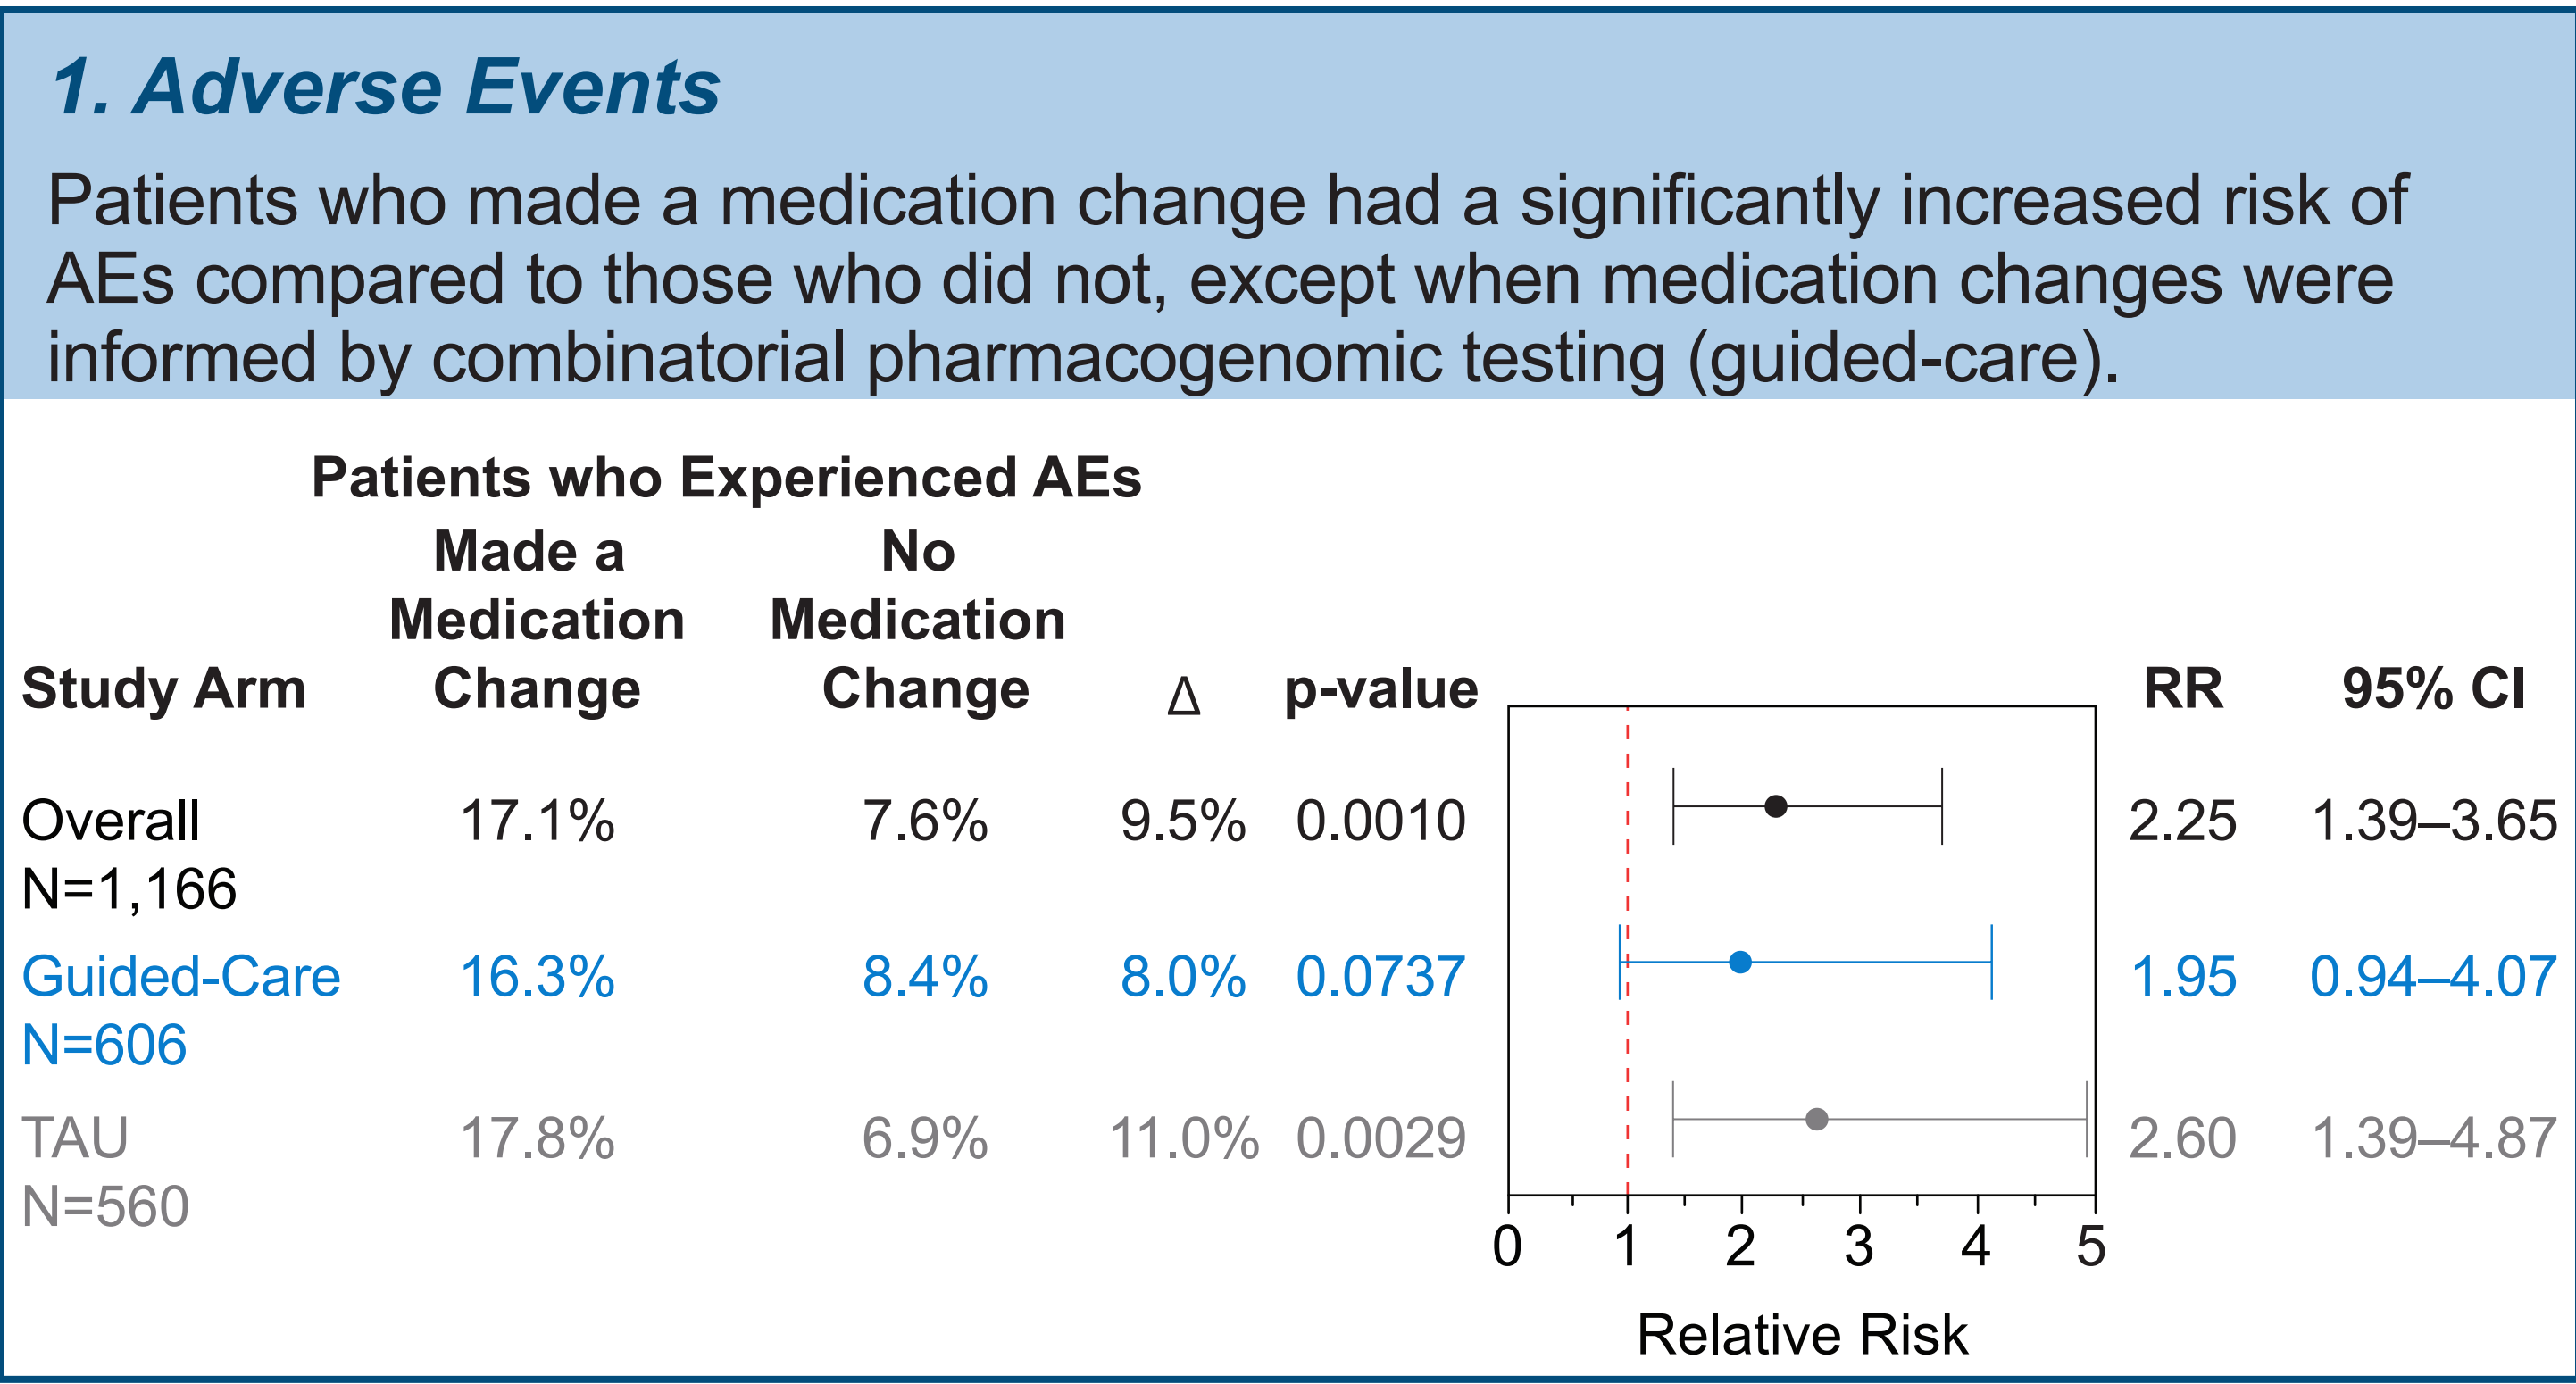 1. Adverse Events
Patients who made a medication change had a significantly increased risk of
AEs compared to those who did not, except when medication changes were
informed by combinatorial pharmacogenomic testing (guided-care).
Patients who Experienced AEs
Made a No
Medication Medication
Study Arm Change Change Δ p-value RR 95% CI
Overall 17.1% 7.6% 9.5% 0.0010 2.25 1.39–3.65
N=1,166
Guided-Care 16.3% 8.4% 8.0% 0.0737 1.95 0.94–4.07
N=606
TAU 17.8% 6.9% 11.0% 0.0029 2.60 1.39–4.87
N=560
0 1 2 3 4 5
Relative Risk